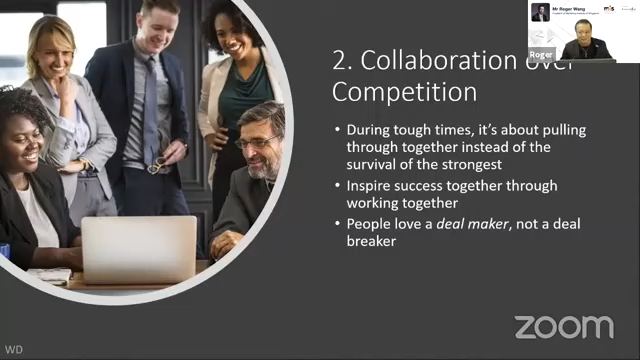 Mr Roger Wang
Roger
2. Collaboration over
Competition
• During tough times, it's about pulling
through together instead of the
survival of the strongest
• Inspire success together through
working together
• People love a deal maker, not a deal
breaker
zoom
WD